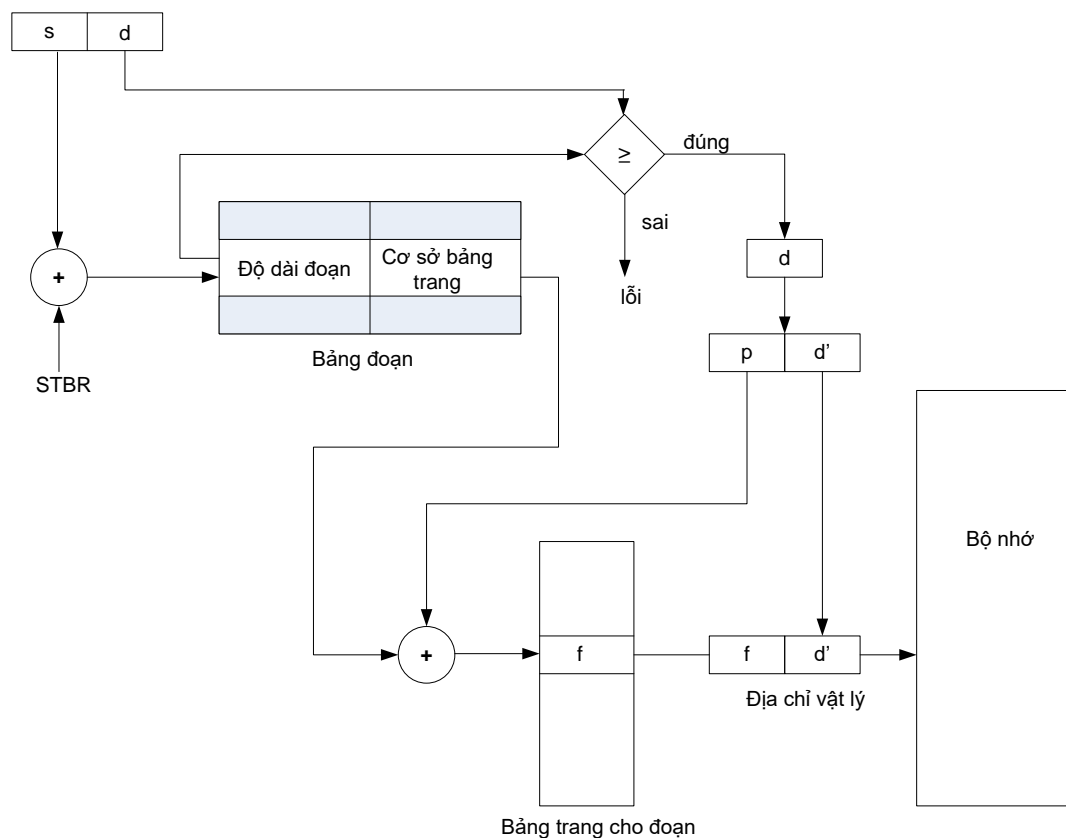 s d
≥
đúng
sai
lỗi
+
STBR
Độ dài đoạn
Cơ sở bảng
trang
Bảng đoạn
d
p d'
Bộ nhớ
+
f
f d'
Địa chỉ vật lý
Bảng trang cho đoạn